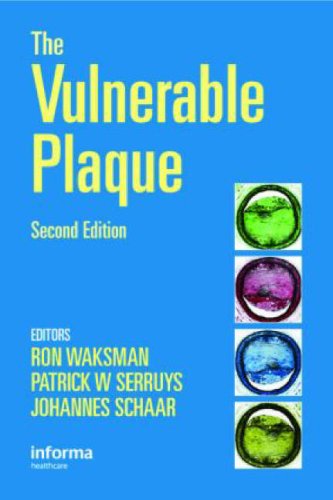 The
Vulnerable
Plaque
Second Edition
EDITORS
RON WAKSMAN
PATRICK W SERRUYS
JOHANNES SCHAAR
informa
healthcare